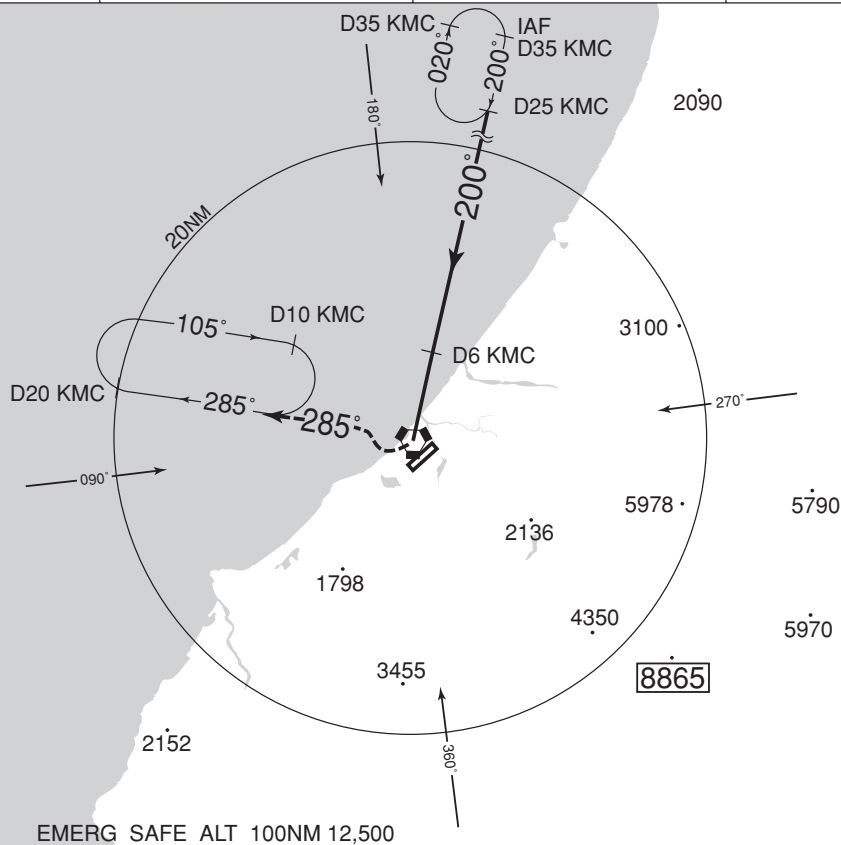 D35 KMC
IAF
D35 KMC
020°
200°
D25 KMC
2090
180°
200°
20NM
105°
D10 KMC
3100
D6 KMC
D20 KMC
285°
285°
270°
090°
5978
5790
2136
1798
4350
5970
3455
8865
2152
360°
EMERG SAFE ALT 100NM 12,500